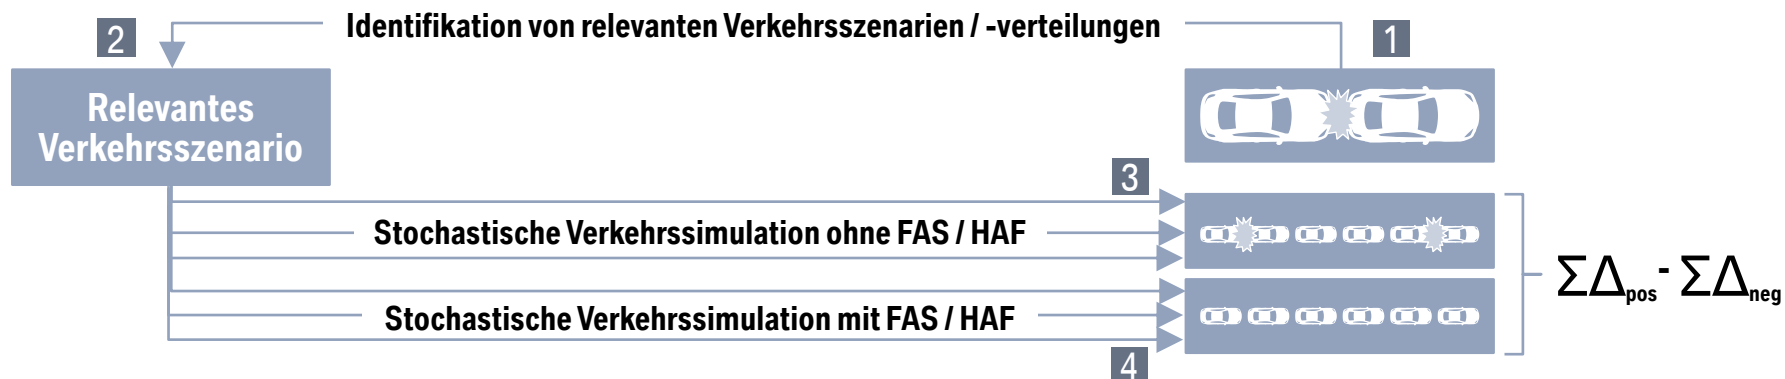 Identifikation von relevanten Verkehrsszenarien / -verteilungen
2
1
Relevantes
Verkehrsszenario
3
Stochastische Verkehrssimulation ohne FAS / HAF
ΣΔpos- ΣΔneg
Stochastische Verkehrssimulation mit FAS / HAF
4